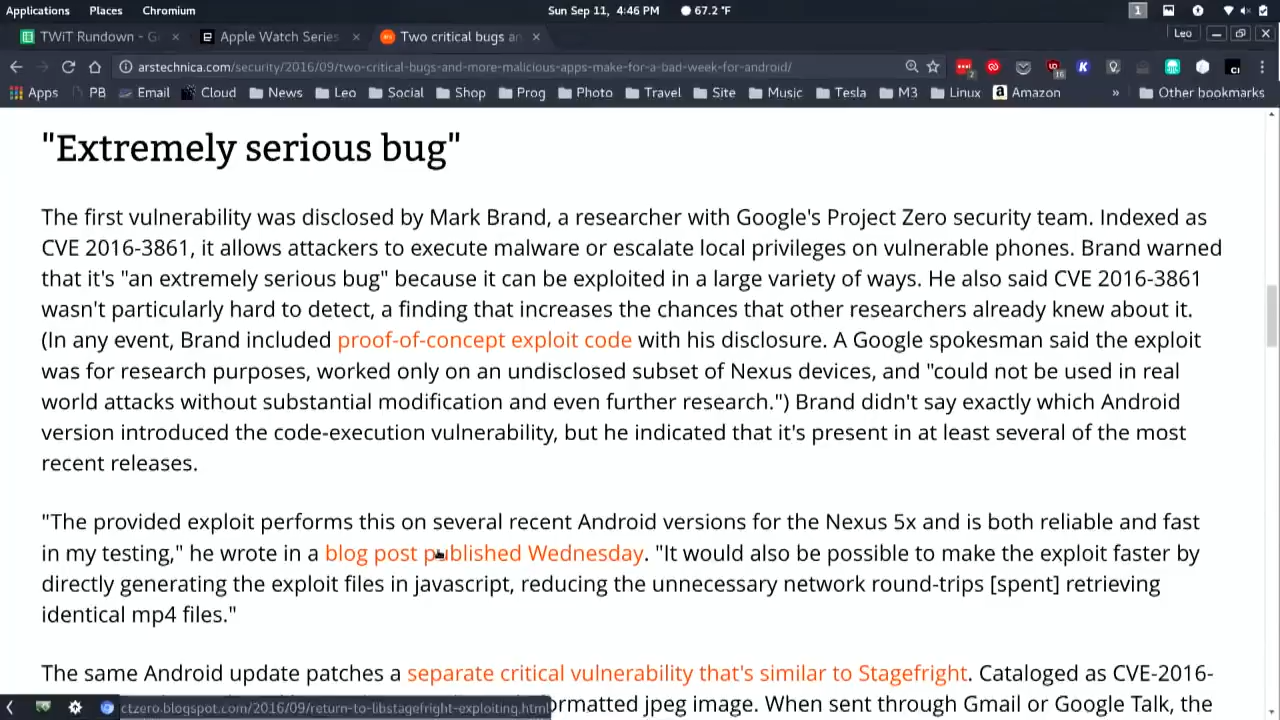 Applications Places Chromium Sun Sep 11, 4:46 PM 67.2 °F 1
TWiT Rundown - G × Apple Watch Series × Two critical bugs an × Leo
arstechnica.com/security/2016/09/two-critical-bugs-and-more-malicious-apps-make-for-a-bad-week-for-android/ 2 16 K CI
Apps PB Email Cloud News Leo Social Shop Prog Photo Travel Site Music Tesla M3 Linux Amazon » Other bookmarks
"Extremely serious bug"
The first vulnerability was disclosed by Mark Brand, a researcher with Google's Project Zero security team. Indexed as
CVE 2016-3861, it allows attackers to execute malware or escalate local privileges on vulnerable phones. Brand warned
that it's "an extremely serious bug" because it can be exploited in a large variety of ways. He also said CVE 2016-3861
wasn't particularly hard to detect, a finding that increases the chances that other researchers already knew about it.
(In any event, Brand included proof-of-concept exploit code with his disclosure. A Google spokesman said the exploit
was for research purposes, worked only on an undisclosed subset of Nexus devices, and "could not be used in real
world attacks without substantial modification and even further research.") Brand didn't say exactly which Android
version introduced the code-execution vulnerability, but he indicated that it's present in at least several of the most
recent releases.
"The provided exploit performs this on several recent Android versions for the Nexus 5x and is both reliable and fast
in my testing," he wrote in a blog post published Wednesday. "It would also be possible to make the exploit faster by
directly generating the exploit files in javascript, reducing the unnecessary network round-trips [spent] retrieving
identical mp4 files."
The same Android update patches a separate critical vulnerability that's similar to Stagefright. Cataloged as CVE-2016-
ctzero.blogspot.com/2016/09/return-to-libstagefright-exploiting.html ormatted jpeg image. When sent through Gmail or Google Talk, the